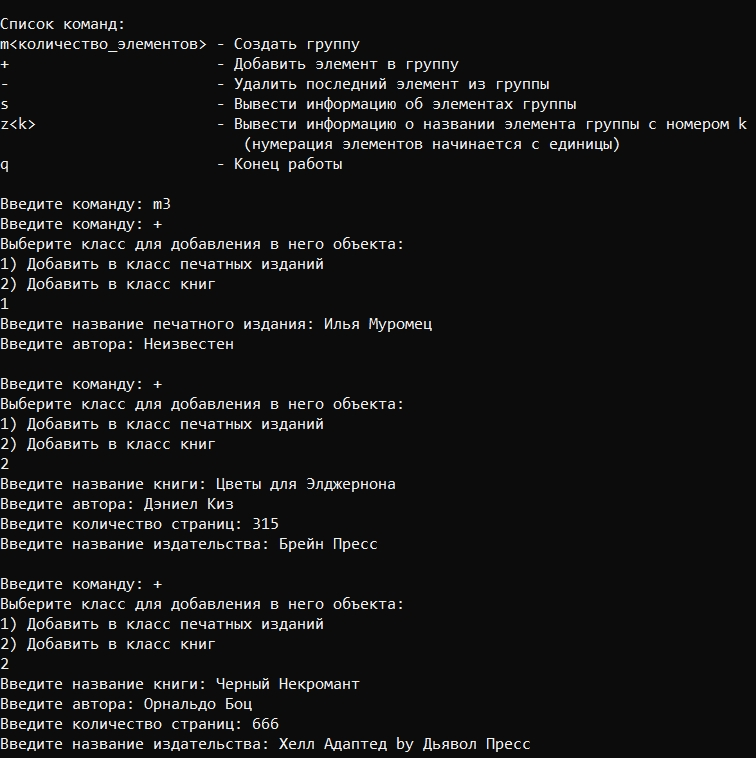 Список команд:
m<количество_элементов> - Создать группу
+ - Добавить элемент в группу
- - Удалить последний элемент из группы
s - Вывести информацию об элементах группы
z<k> - Вывести информацию о названии элемента группы с номером k
(нумерация элементов начинается с единицы)
q - Конец работы
Введите команду: m3
Введите команду: +
Выберите класс для добавления в него объекта:
1) Добавить в класс печатных изданий
2) Добавить в класс книг
1
Введите название печатного издания: Илья Муромец
Введите автора: Неизвестен
Введите команду: +
Выберите класс для добавления в него объекта:
1) Добавить в класс печатных изданий
2) Добавить в класс книг
2
Введите название книги: Цветы для Элджернона
Введите автора: Дэниел Киз
Введите количество страниц: 315
Введите название издательства: Брейн Пресс
Введите команду: +
Выберите класс для добавления в него объекта:
1) Добавить в класс печатных изданий
2) Добавить в класс книг
2
Введите название книги: Черный Некромант
Введите автора: Орнальдо Боц
Введите количество страниц: 666
Введите название издательства: Хелл Адаптед by Дьявол Пресс